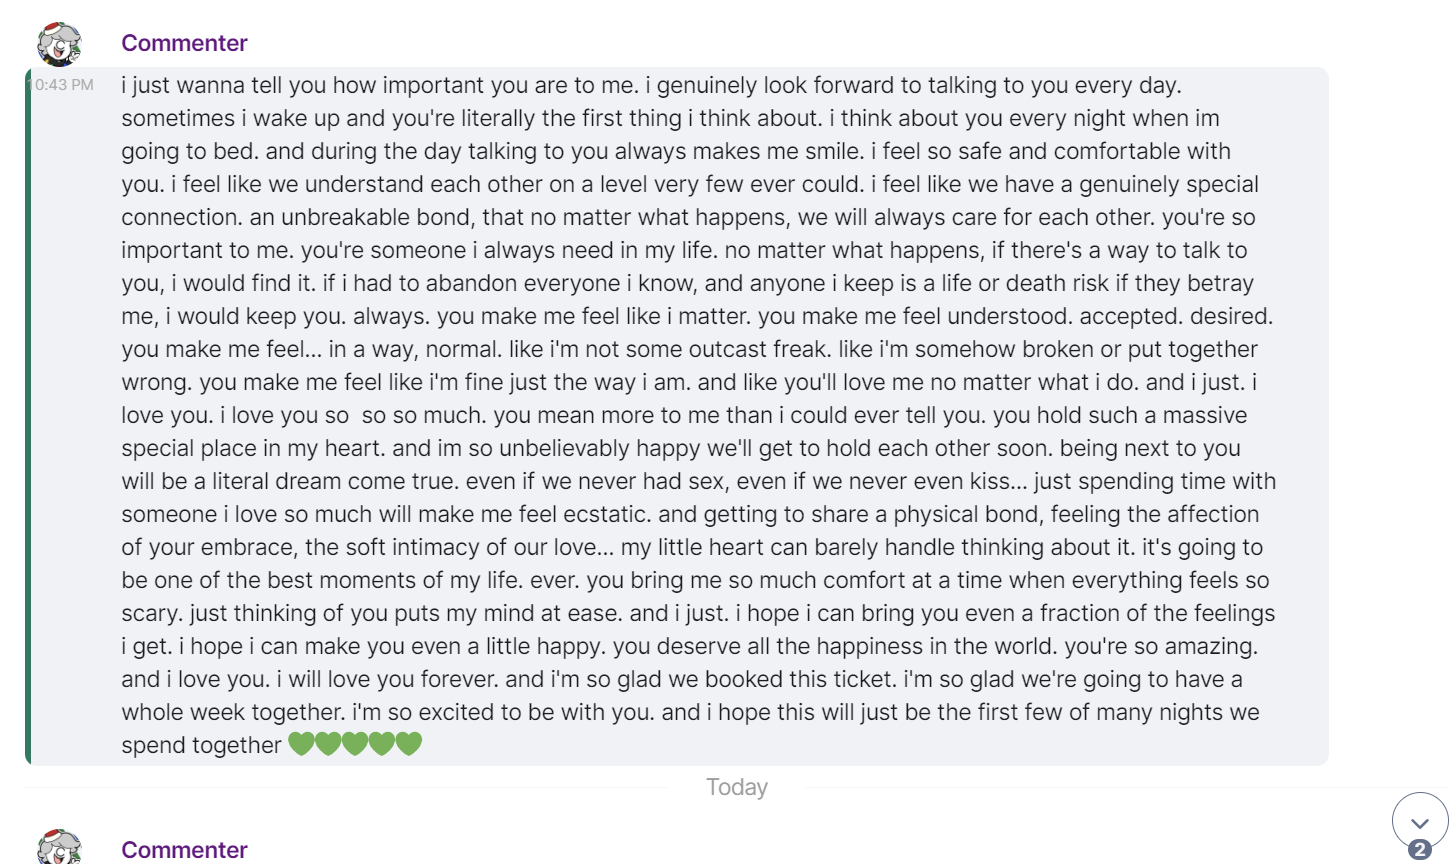 Commenter
10:43 PM
i just wanna tell you how important you are to me. i genuinely look forward to talking to you every day.
sometimes i wake up and you're literally the first thing i think about. i think about you every night when im
going to bed. and during the day talking to you always makes me smile. i feel so safe and comfortable with
you. i feel like we understand each other on a level very few ever could. i feel like we have a genuinely special
connection. an unbreakable bond, that no matter what happens, we will always care for each other. you're so
important to me. you're someone i always need in my life. no matter what happens, if there's a way to talk to
you, i would find it. if i had to abandon everyone i know, and anyone i keep is a life or death risk if they betray
me, i would keep you. always. you make me feel like i matter. you make me feel understood. accepted. desired.
you make me feel... in a way, normal. like i'm not some outcast freak. like i'm somehow broken or put together
wrong. you make me feel like i'm fine just the way i am. and like you'll love me no matter what i do. and i just. i
love you. i love you so  so so much. you mean more to me than i could ever tell you. you hold such a massive
special place in my heart. and im so unbelievably happy we'll get to hold each other soon. being next to you
will be a literal dream come true. even if we never had sex, even if we never even kiss... just spending time with
someone i love so much will make me feel ecstatic. and getting to share a physical bond, feeling the affection
of your embrace, the soft intimacy of our love... my little heart can barely handle thinking about it. it's going to
be one of the best moments of my life. ever. you bring me so much comfort at a time when everything feels so
scary. just thinking of you puts my mind at ease. and i just. i hope i can bring you even a fraction of the feelings
i get. i hope i can make you even a little happy. you deserve all the happiness in the world. you're so amazing.
and i love you. i will love you forever. and i'm so glad we booked this ticket. i'm so glad we're going to have a
whole week together. i'm so excited to be with you. and i hope this will just be the first few of many nights we
spend together 💚💚💚💚💚
Today
Commenter
2